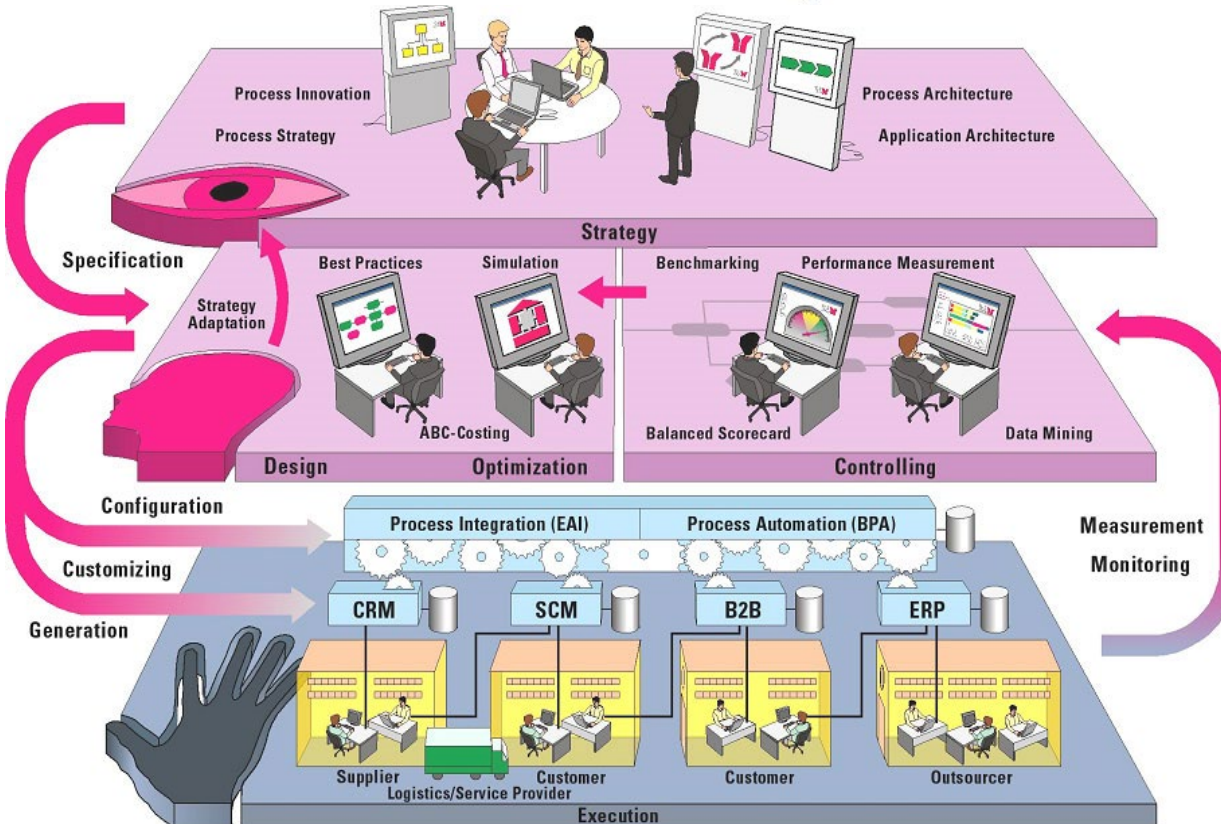 Process Innovation
Process Strategy
Process Architecture
Application Architecture
Strategy
Specification
Strategy
Adaptation
Best Practices
Simulation
ABC-Costing
Design
Optimization
Benchmarking
Performance Measurement
Balanced Scorecard
Data Mining
Controlling
Configuration
Customizing
Generation
Measurement
Monitoring
Process Integration (EAI)
Process Automation (BPA)
CRM
SCM
B2B
ERP
Supplier
Logistics/Service Provider
Customer
Customer
Outsourcer
Execution